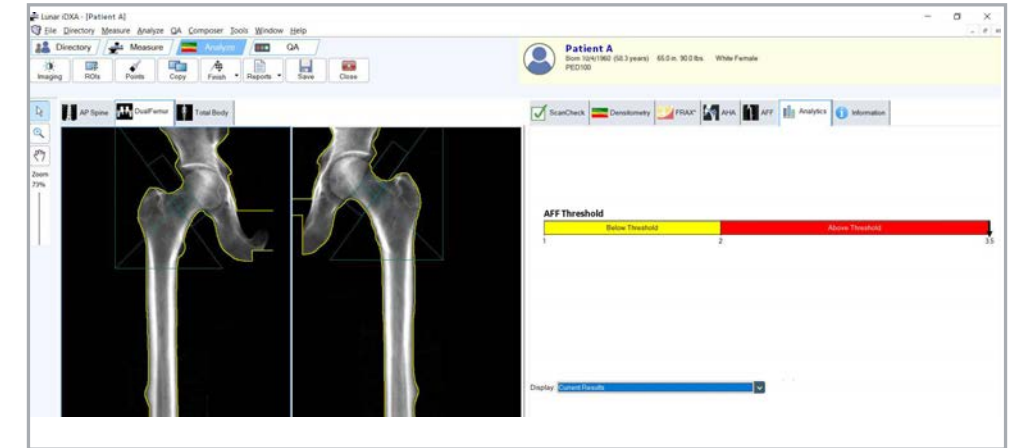 Lunar iDXA - [Patient A]
File Directory Measure Analyze QA Composer Tools Window Help
Directory Measure Analyze QA
Imaging ROIs Points Copy Finish Reports Save Close
Patient A
Born 10/4/1962 (58.3 years) 65.0 in. 90.0 lbs. White Female
PED100
AP Spine DualFemur Total Body
ScanCheck Densitometry FRAX® AHA AFF Analytics Information
Zoom
73%
AFF Threshold
Below Threshold Above Threshold
1 2 3.5
Display Current Results